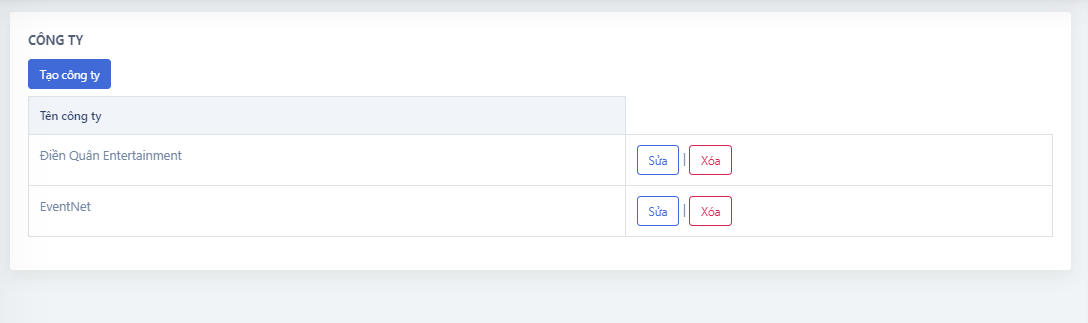 CÔNG TY
Tạo công ty
Tên công ty
Điền Quân Entertainment
Sửa | Xóa
EventNet
Sửa | Xóa